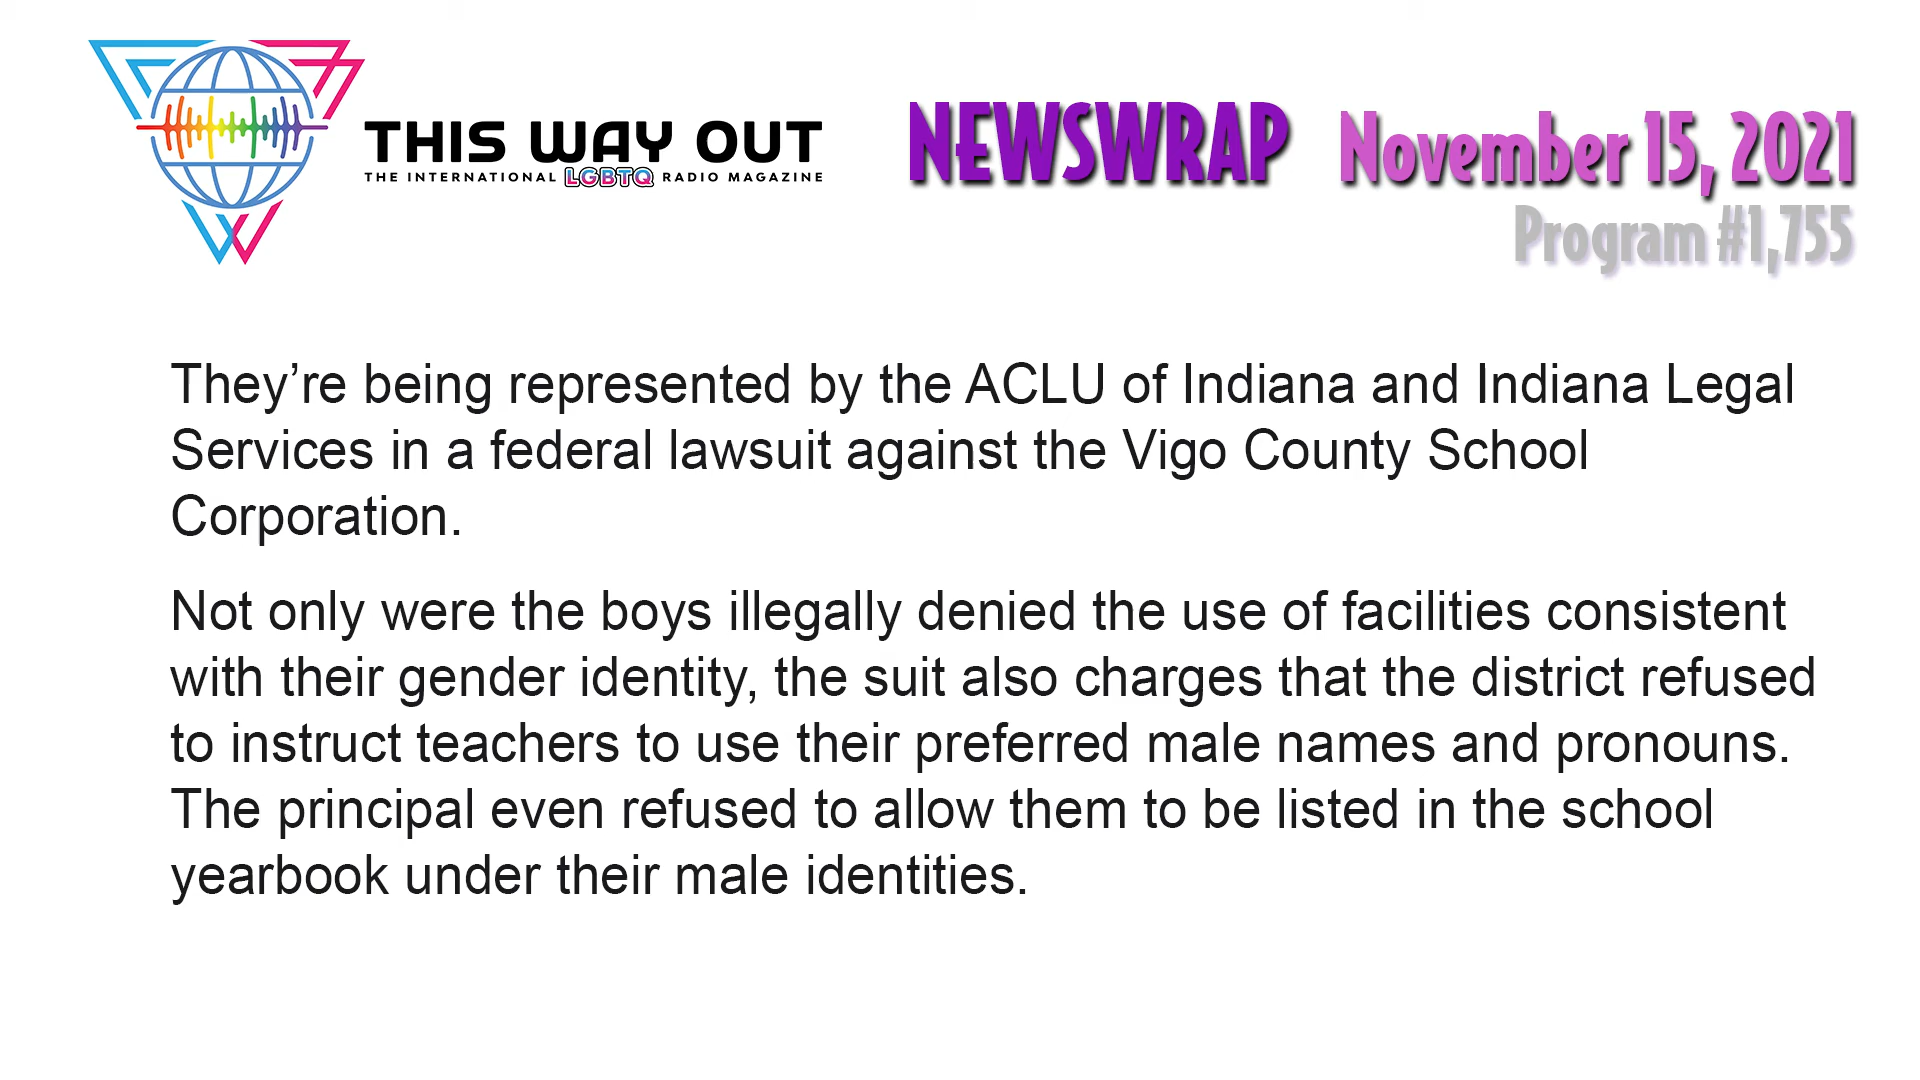 THIS WAY OUT
THE INTERNATIONAL LGBTQ RADIO MAGAZINE
NEWSWRAP
November 15, 2021
Program #1,755
They’re being represented by the ACLU of Indiana and Indiana Legal
Services in a federal lawsuit against the Vigo County School
Corporation.
Not only were the boys illegally denied the use of facilities consistent
with their gender identity, the suit also charges that the district refused
to instruct teachers to use their preferred male names and pronouns.
The principal even refused to allow them to be listed in the school
yearbook under their male identities.